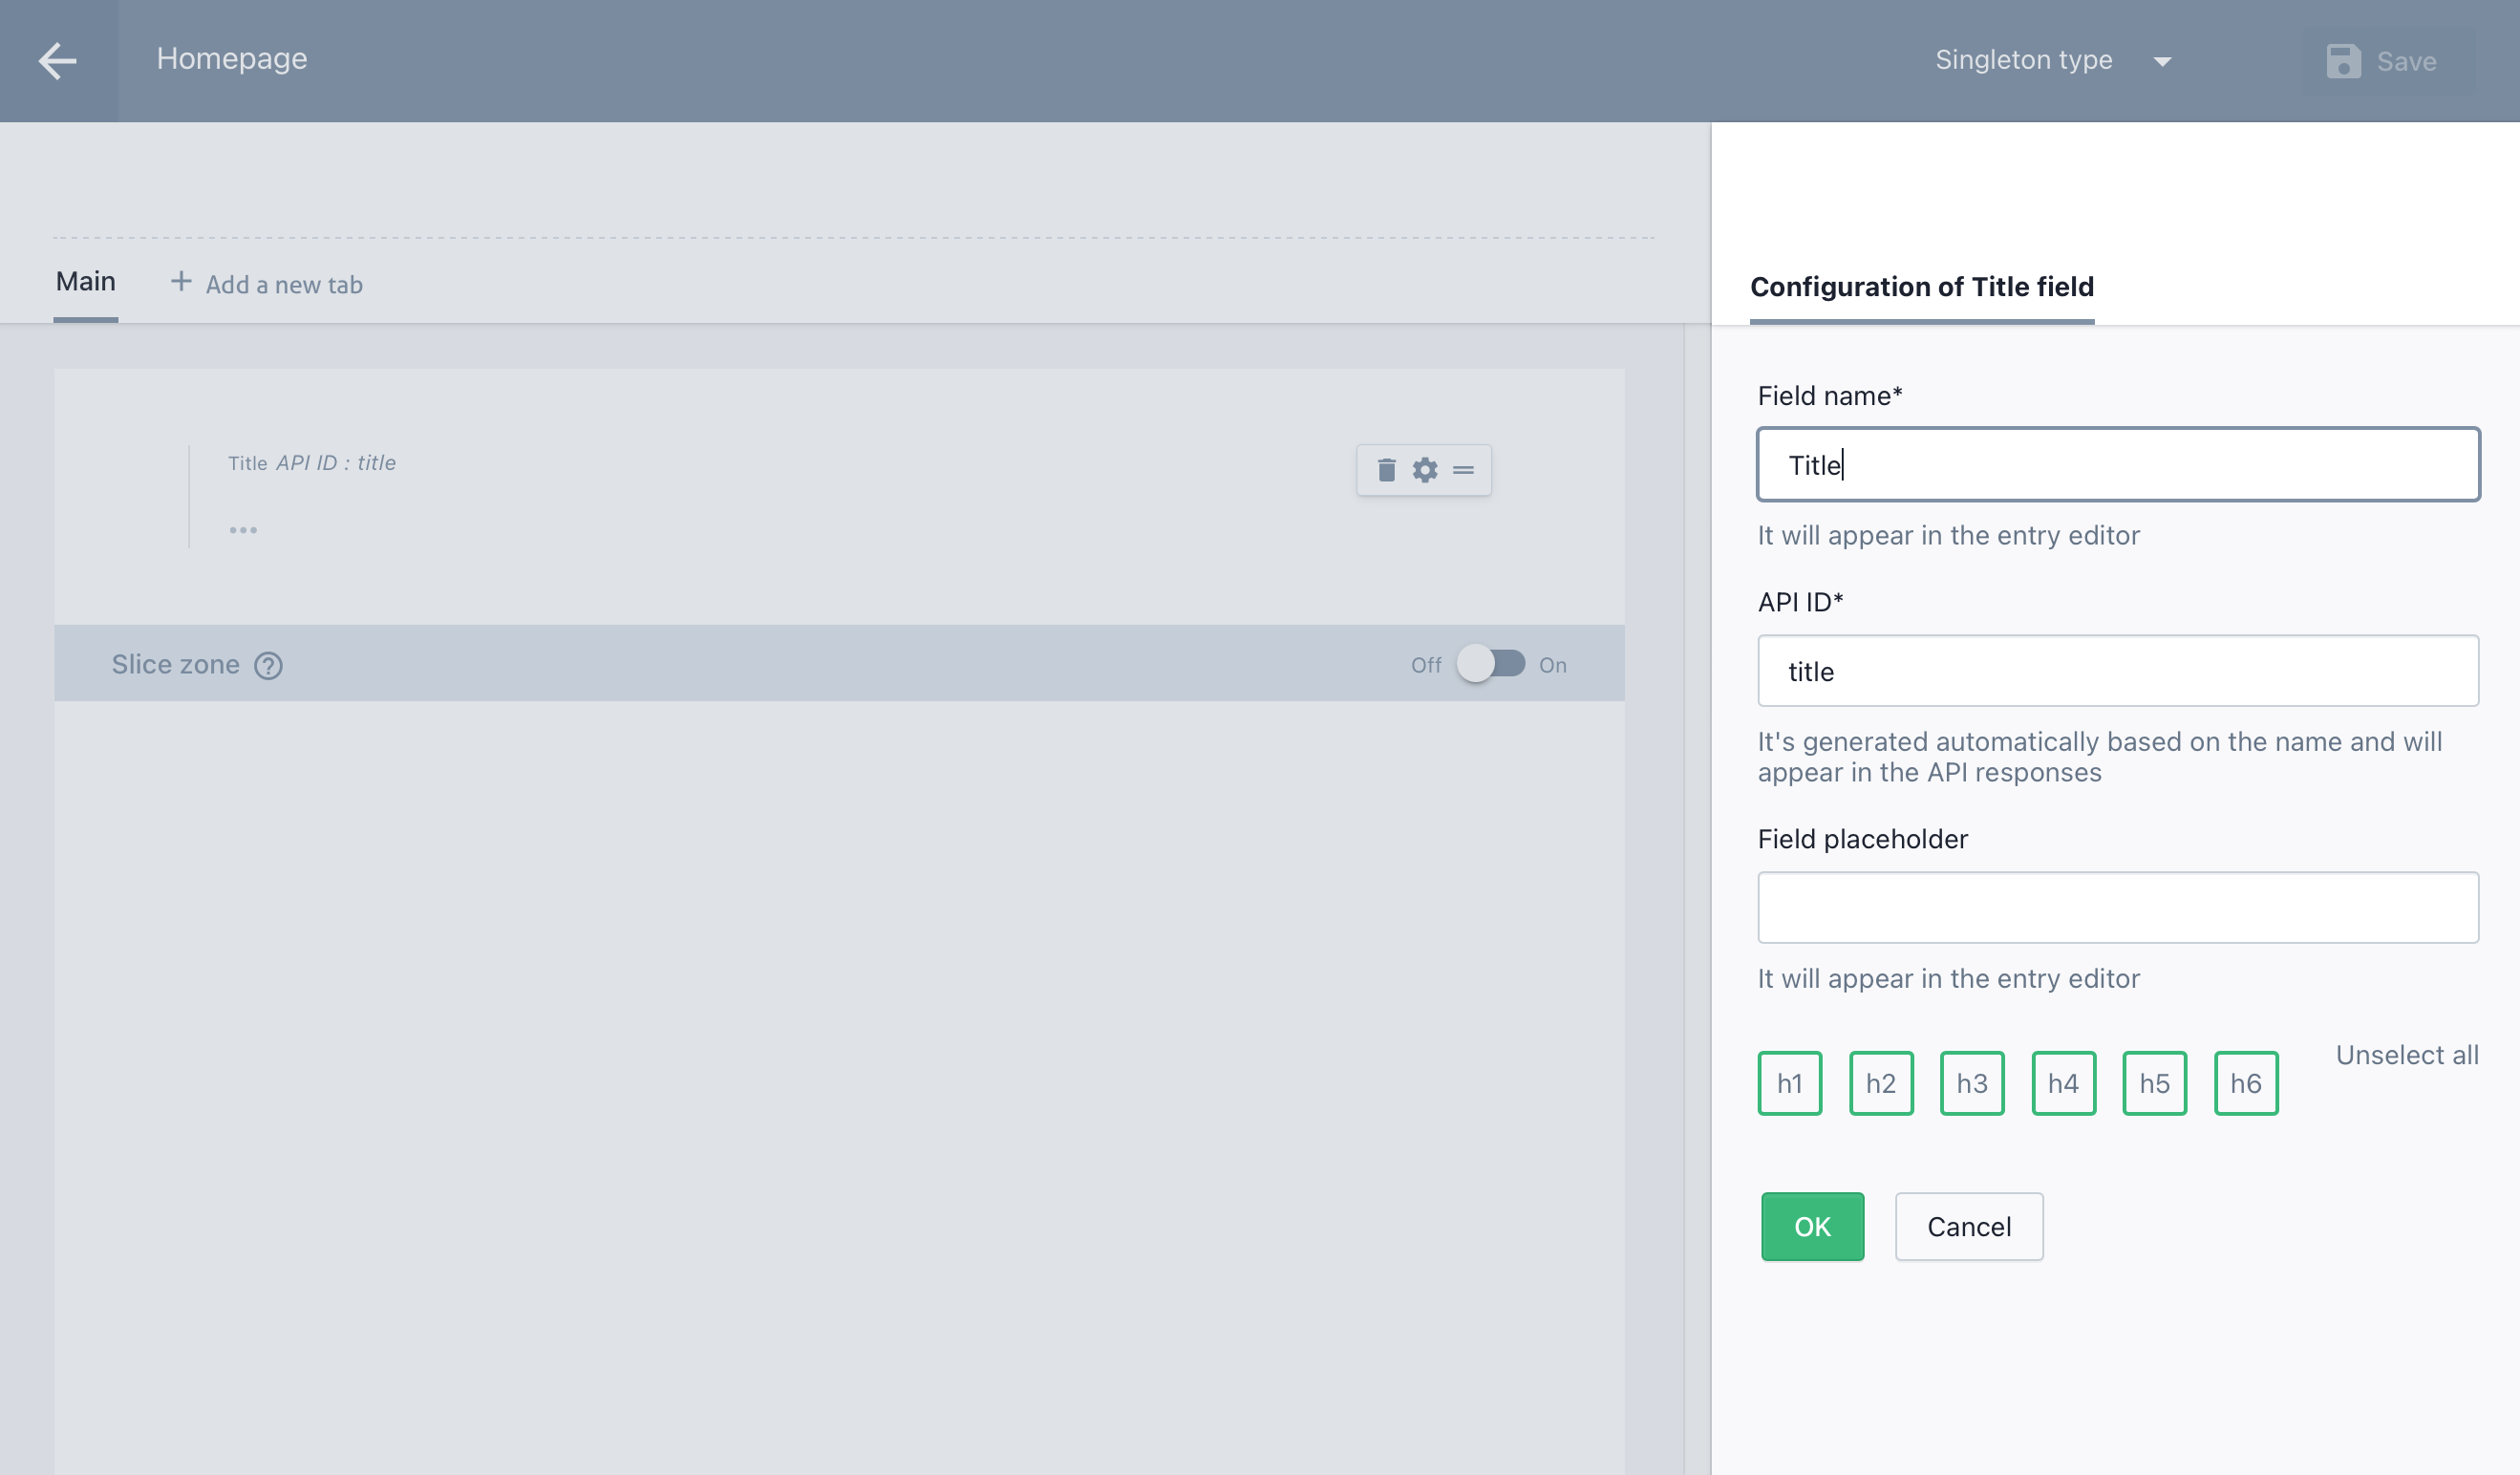 Homepage
Singleton type
Save
Main
Add a new tab
Title API ID : title
Slice zone ?
Off
On
Configuration of Title field
Field name*
Title
It will appear in the entry editor
API ID*
title
It's generated automatically based on the name and will
appear in the API responses
Field placeholder
It will appear in the entry editor
h1 h2 h3 h4 h5 h6
Unselect all
OK
Cancel